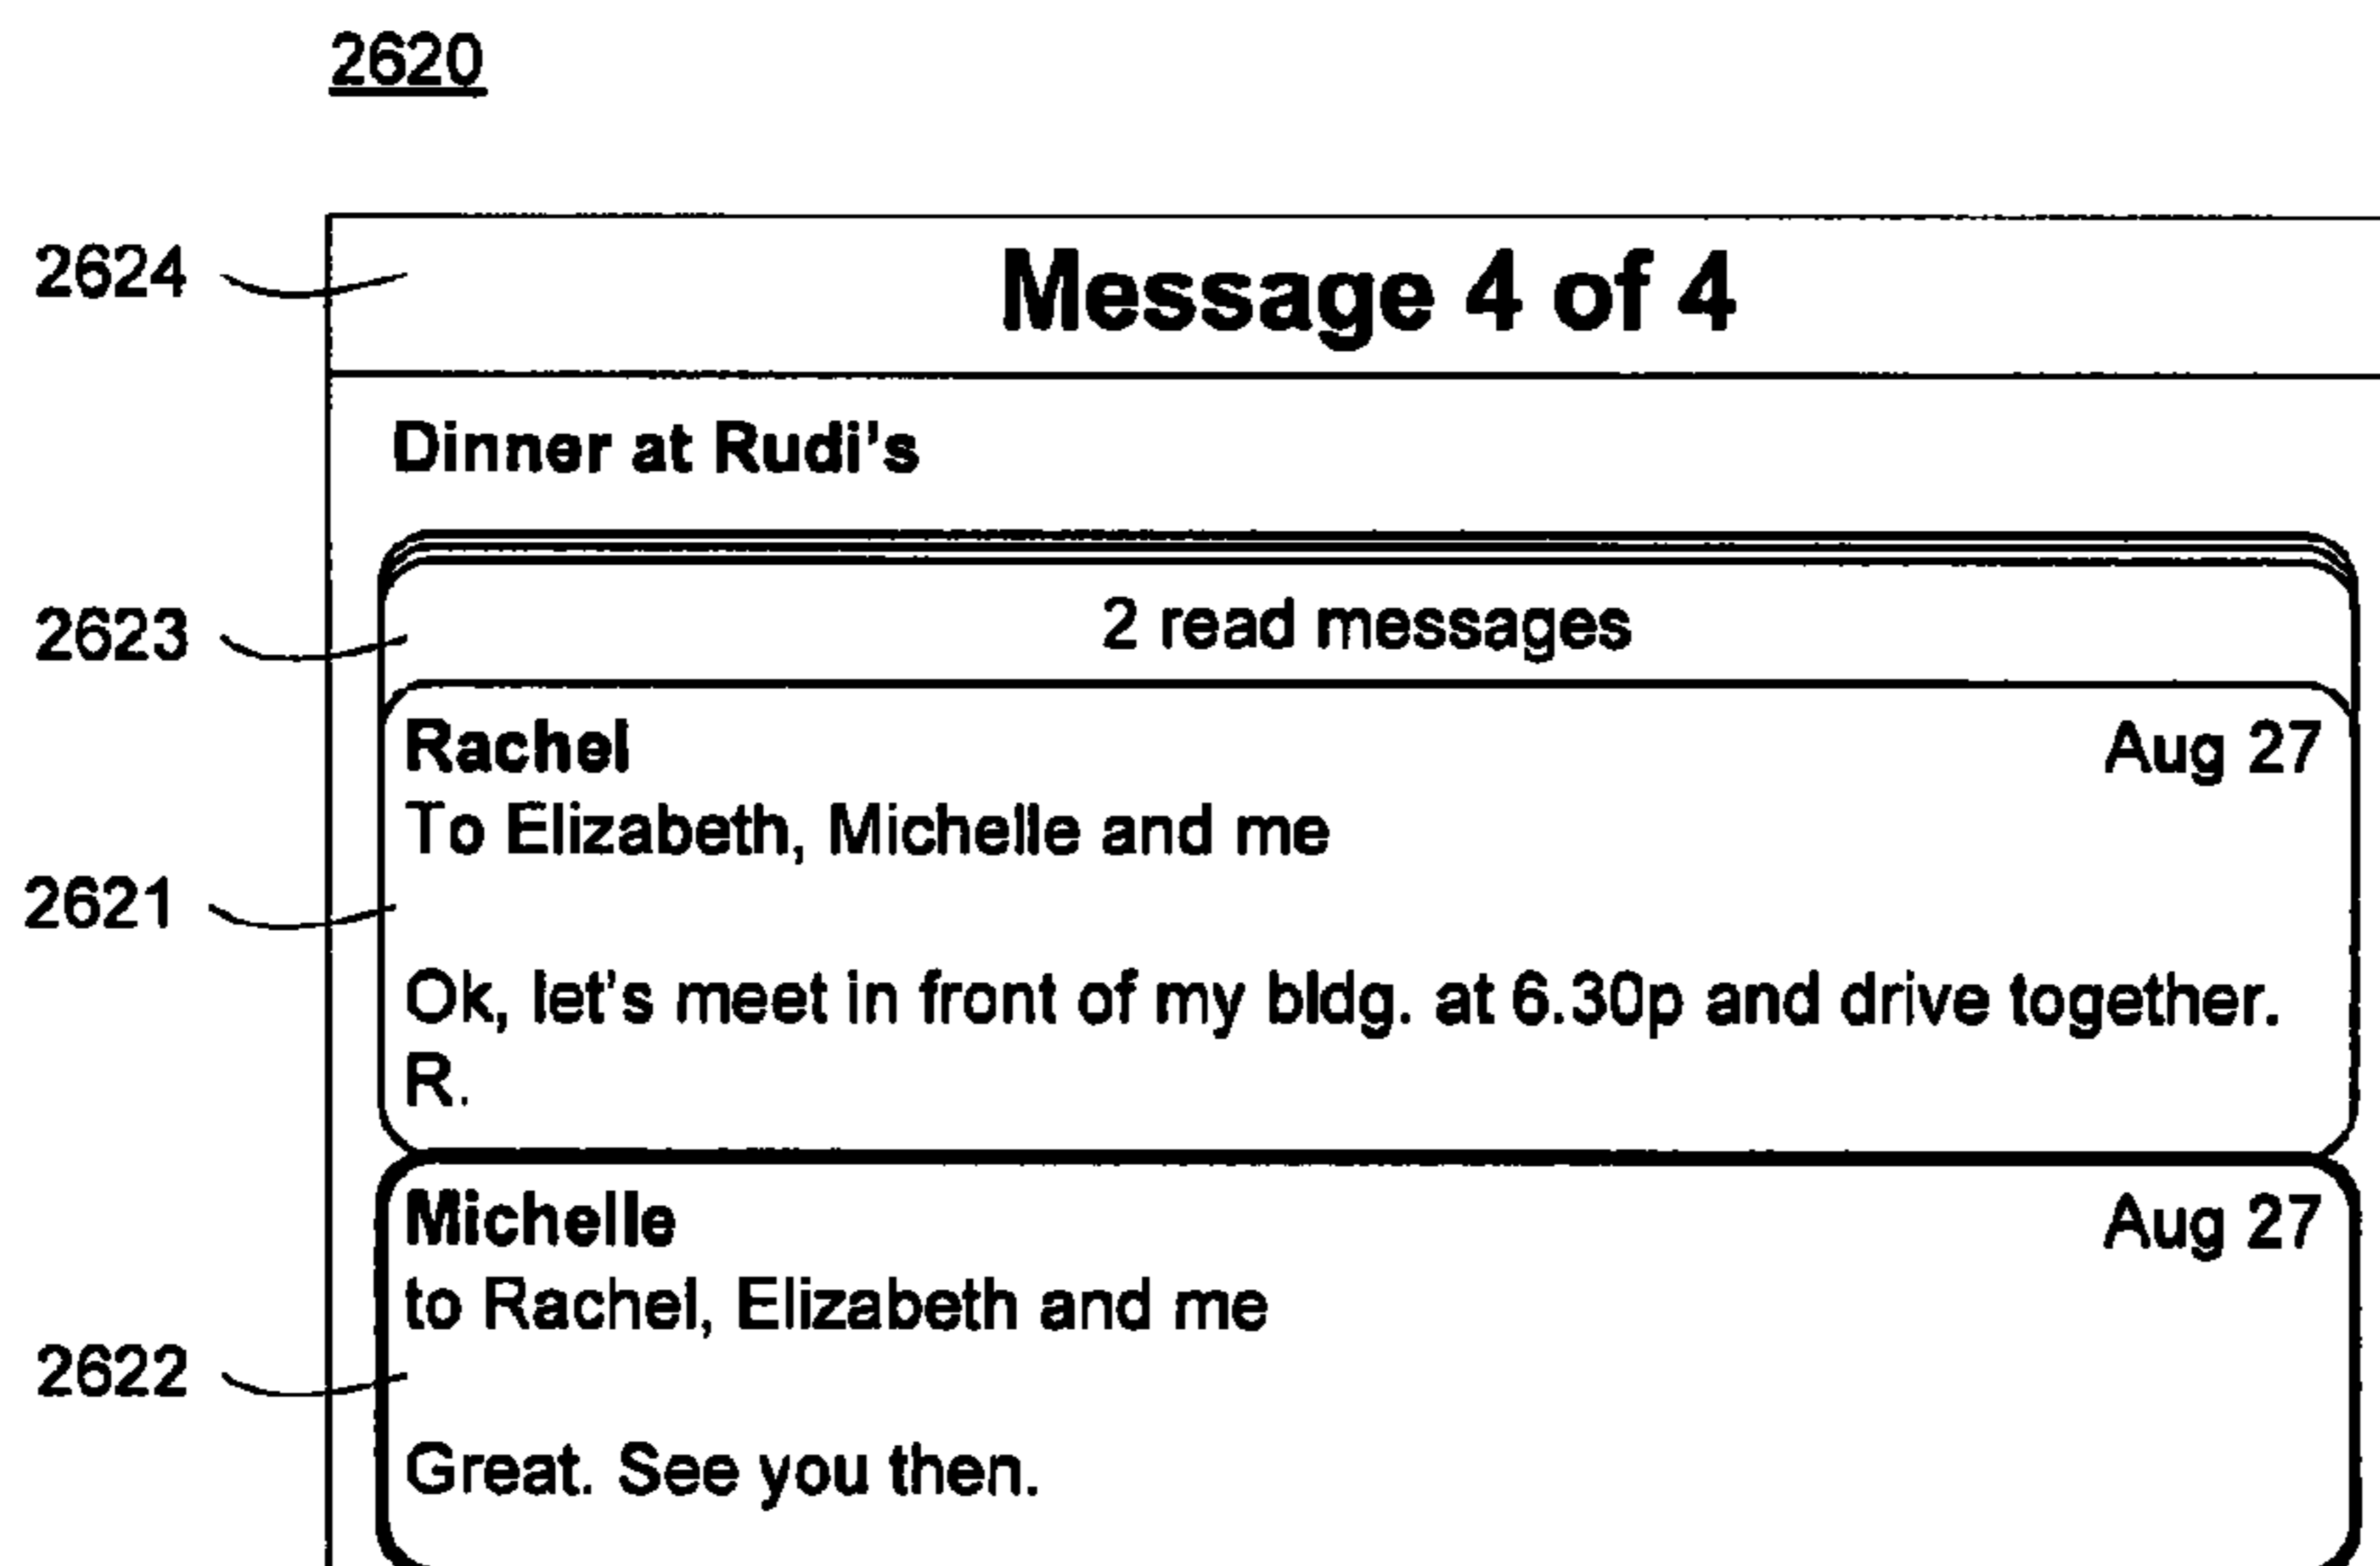 2620
2624
Message 4 of 4
Dinner at Rudi's
2623
2 read messages
Rachel Aug 27
To Elizabeth, Michelle and me
2621
Ok, let's meet in front of my bldg. at 6.30p and drive together.
R.
Michelle Aug 27
to Rachel, Elizabeth and me
2622
Great. See you then.